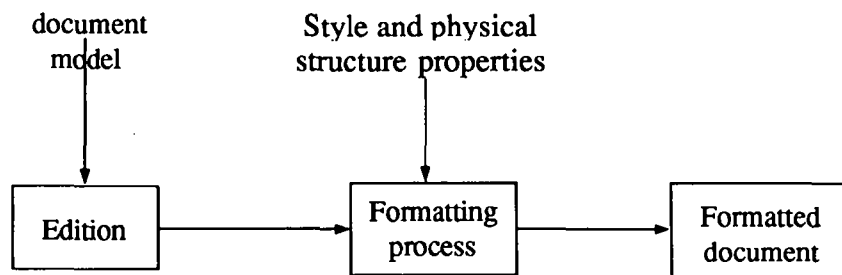 document
model
Style and physical
structure properties
Edition
Formatting
process
Formatted
document